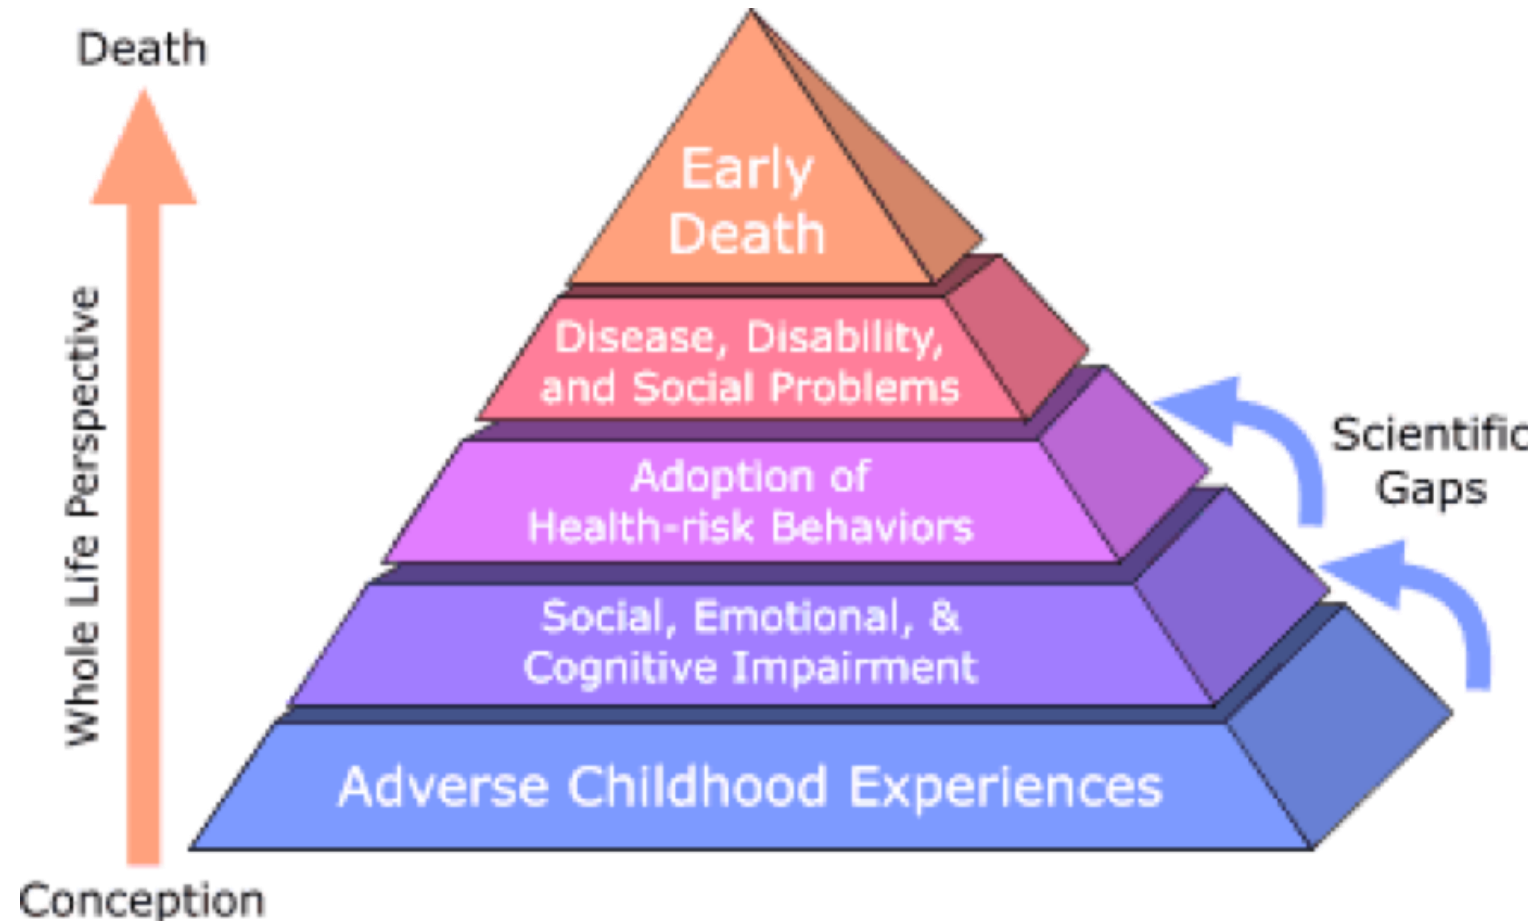 Death
Whole Life Perspective
Conception
Early
Death
Disease, Disability,
and Social Problems
Adoption of
Health-risk Behaviors
Social, Emotional, &
Cognitive Impairment
Adverse Childhood Experiences
Scientific
Gaps